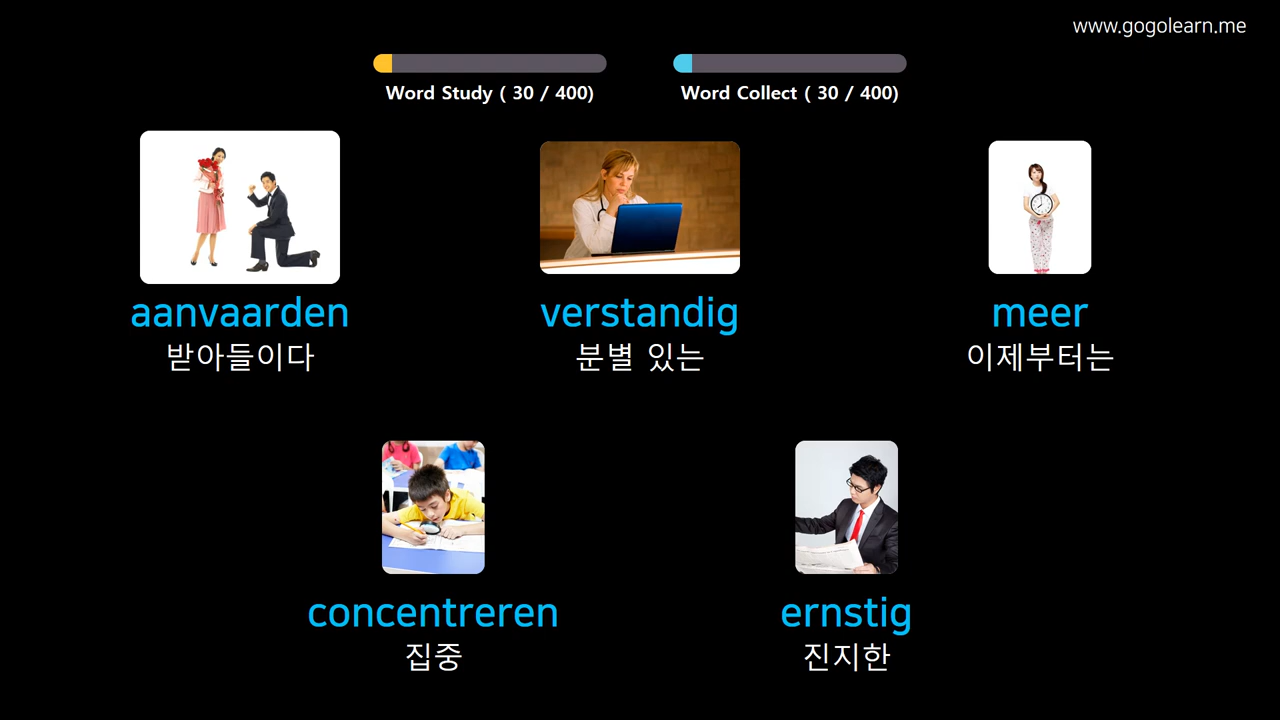 www.gogolearn.me
Word Study ( 30 / 400)
Word Collect ( 30 / 400)
aanvaarden
받아들이다
verstandig
분별 있는
meer
이제부터는
concentreren
집중
ernstig
진지한